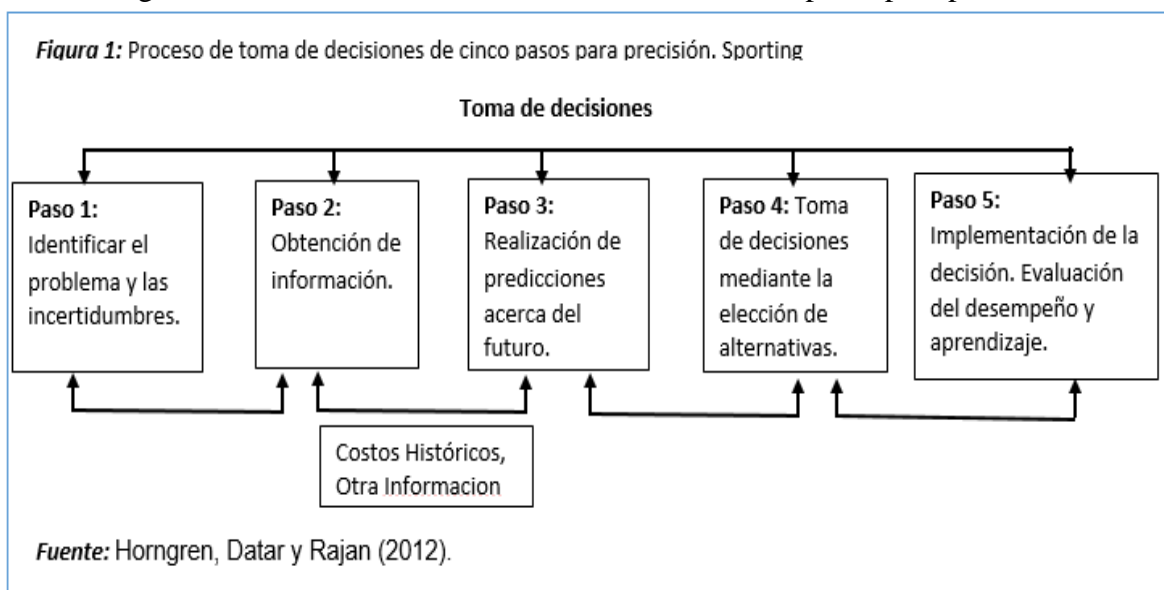 Figura 1: Proceso de toma de decisiones de cinco pasos para precisión. Sporting
Toma de decisiones
Paso 1:
Identificar el
problema y las
incertidumbres.
Paso 2:
Obtención de
información.
Paso 3:
Realización de
predicciones
acerca del
futuro.
Paso 4: Toma
de decisiones
mediante la
elección de
alternativas.
Paso 5:
Implementación de la
decisión. Evaluación
del desempeño y
aprendizaje.
Costos Históricos,
Otra Informacion
Fuente: Horngren, Datar y Rajan (2012).